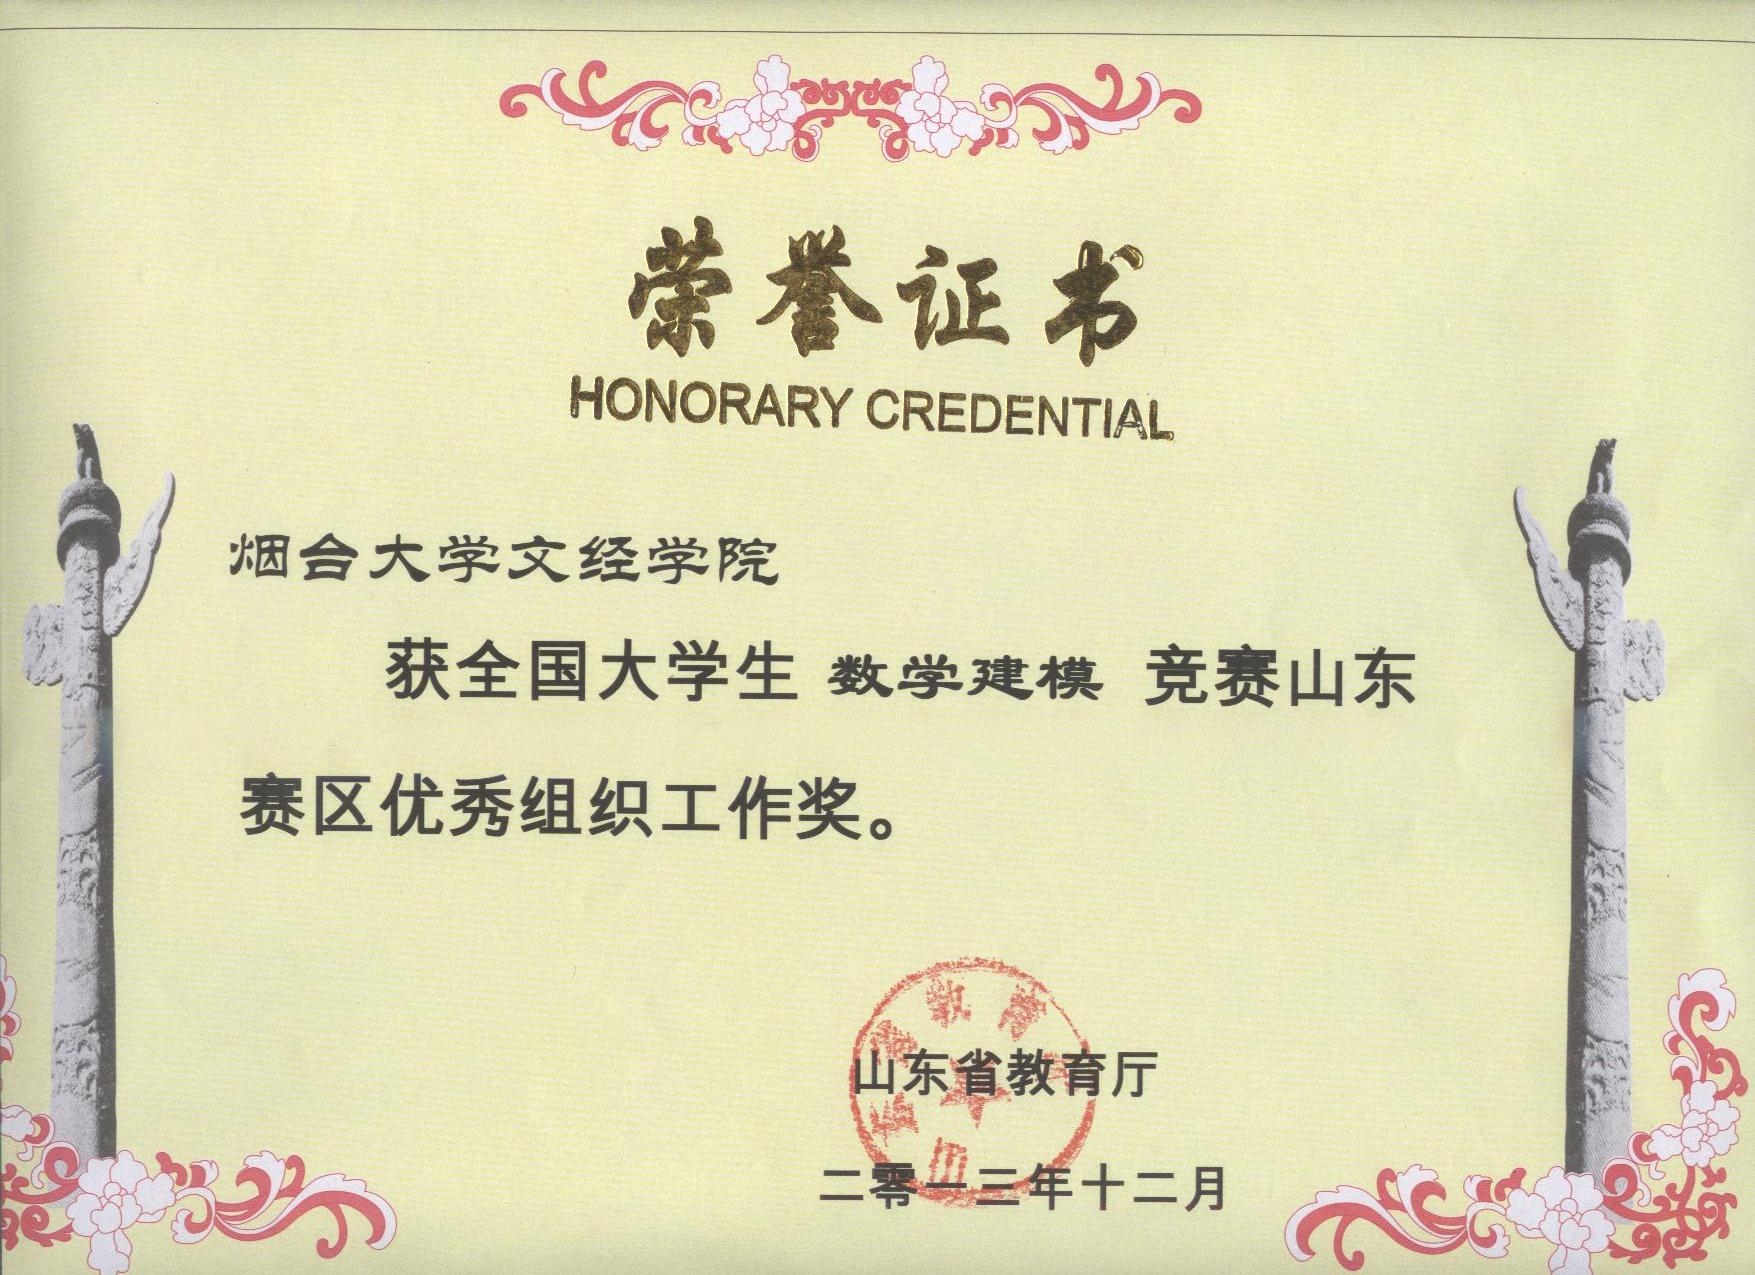 荣誉证书
HONORARY CREDENTIAL
烟台大学文经学院
获全国大学生 数学建模 竞赛山东
赛区优秀组织工作奖。
山东省教育厅
二零一三年十二月